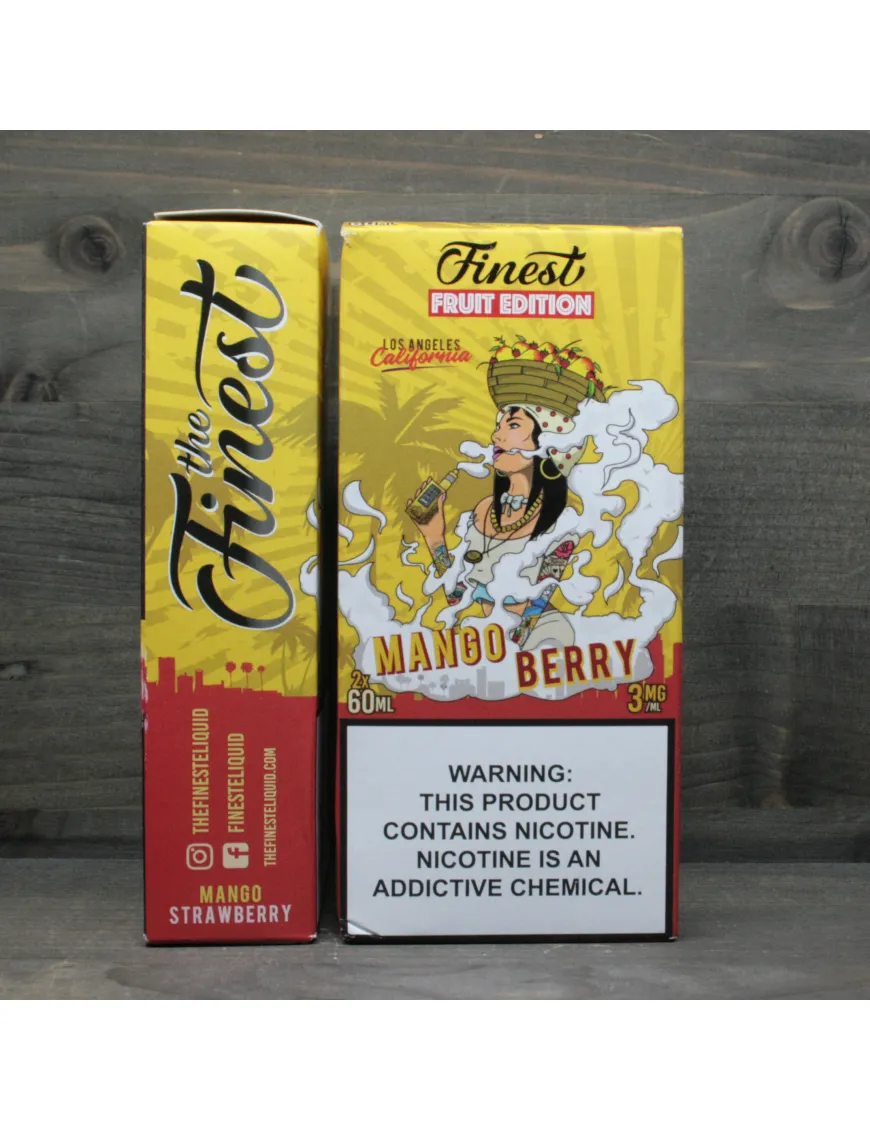 the
Finest
THEFINESTELIQUID
FINESTELIQUID
THEFINESTELIQUID.COM
MANGO
STRAWBERRY
Finest
FRUIT EDITION
LOS ANGELES
California
MANGO
BERRY
2x
60ML
3MG
/ML
WARNING:
THIS PRODUCT
CONTAINS NICOTINE.
NICOTINE IS AN
ADDICTIVE CHEMICAL.